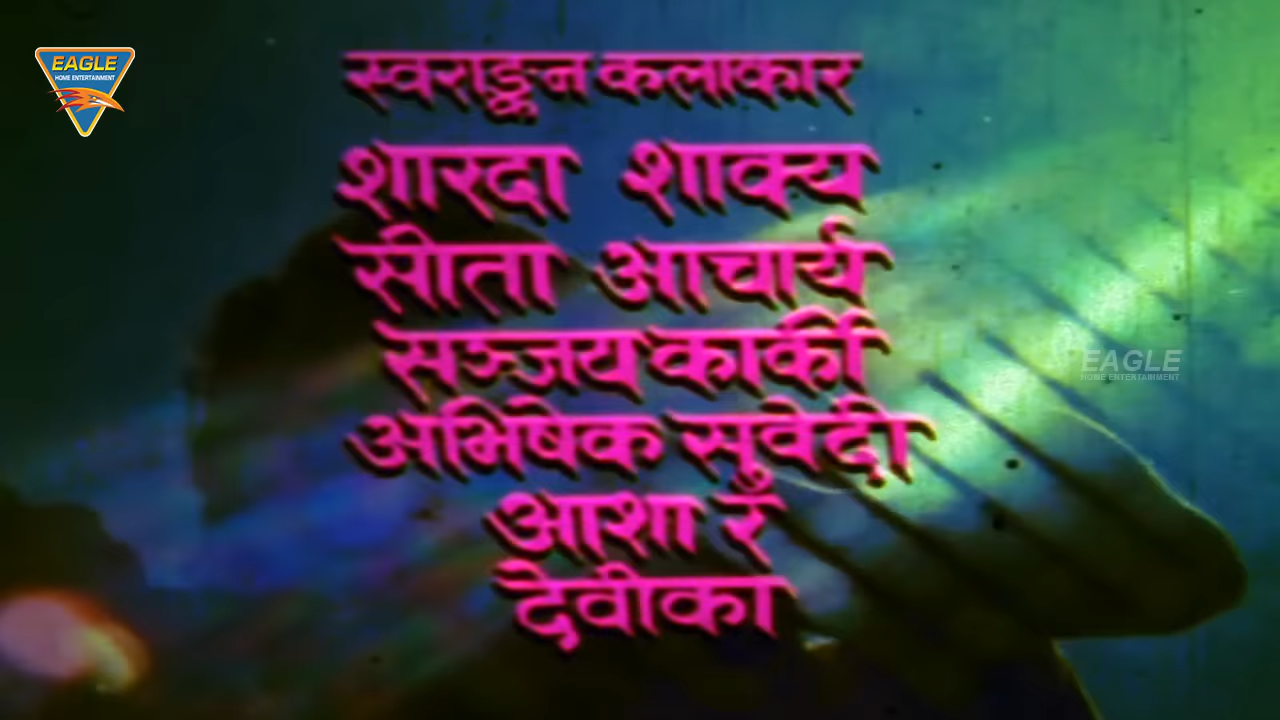 EAGLE
HOME ENTERTAINMENT
स्वराङ्कन कलाकार
शारदा शाक्य
सीता आचार्य
सञ्जय कार्की
EAGLE
HOME ENTERTAINMENT
अभिषेक सुवेदी
आशा र
देवीका